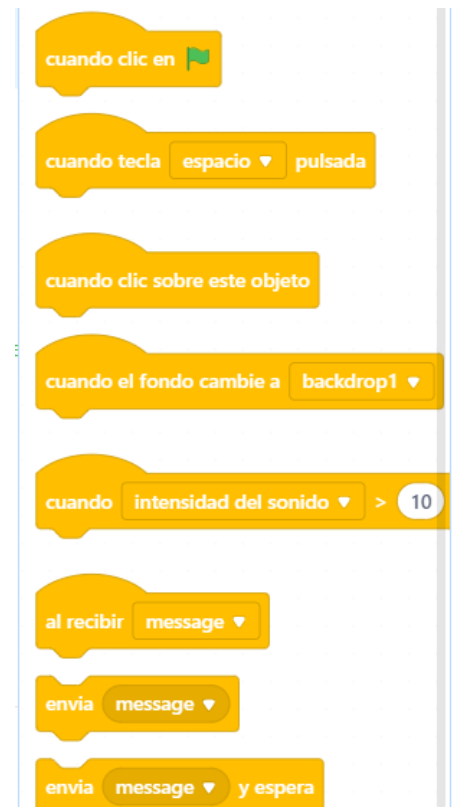 cuando clic en
cuando tecla espacio pulsada
cuando clic sobre este objeto
cuando el fondo cambie a backdrop1
cuando intensidad del sonido > 10
al recibir message
envia message
envia message y espera